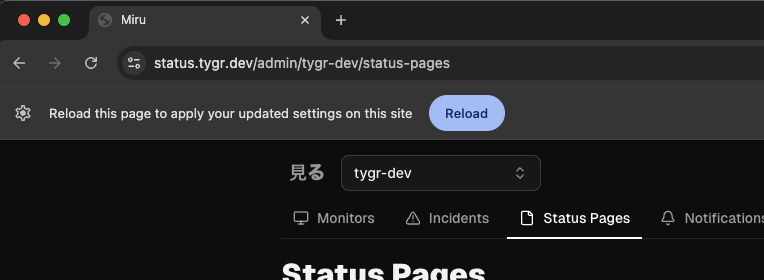 Miru
status.tygr.dev/admin/tygr-dev/status-pages
Reload this page to apply your updated settings on this site Reload
見る tygr-dev
Monitors Incidents Status Pages Notifications
Status Pages